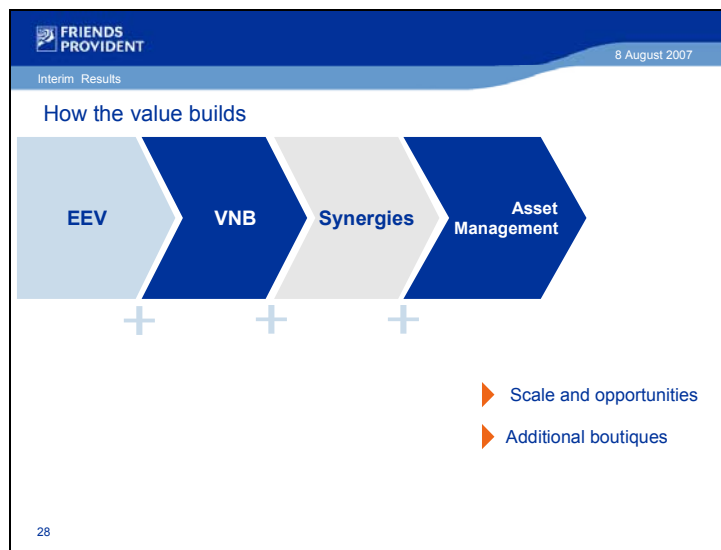 FRIENDS
PROVIDENT
8 August 2007
Interim Results
How the value builds
EEV
VNB
Synergies
Asset
Management
+ + +
Scale and opportunities
Additional boutiques
28